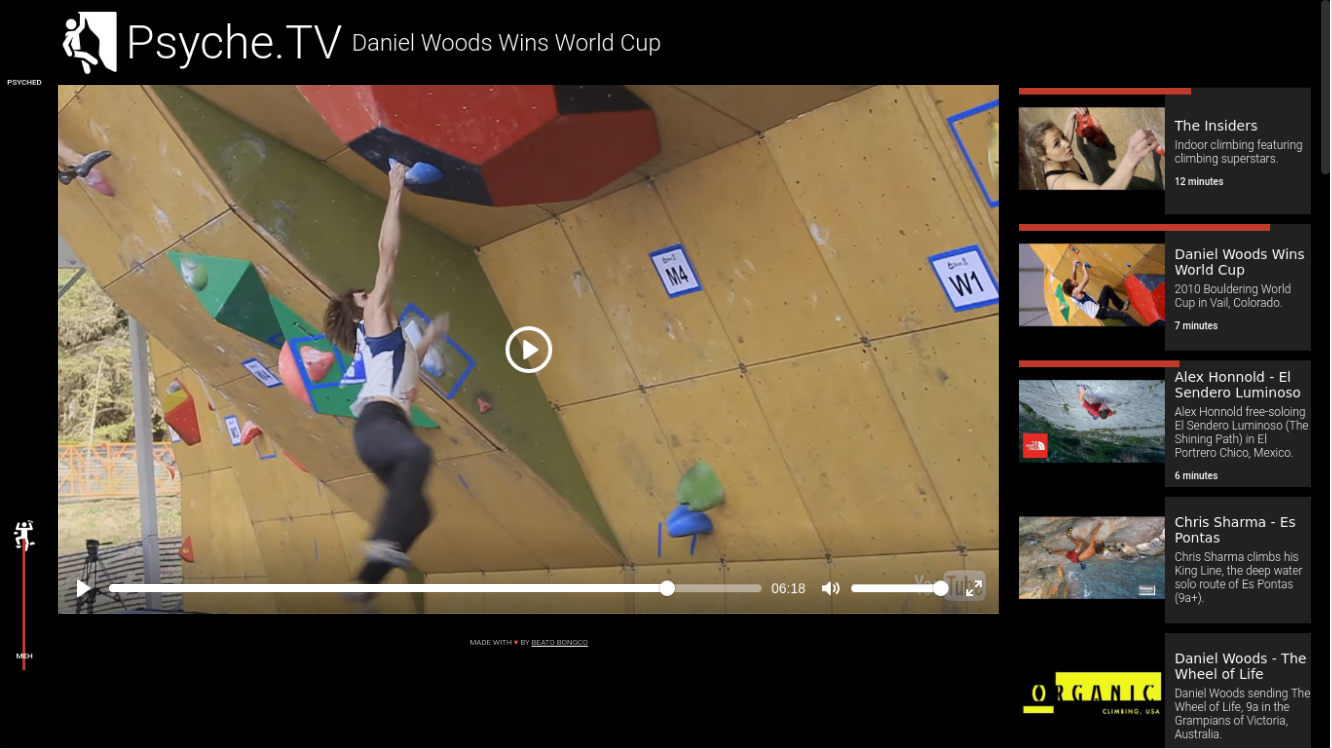 Psyche.TV Daniel Woods Wins World Cup
PSYCHED
M4
W1
06:18
YouTube
MEH
MADE WITH ♥ BY BEATO BONGCO
The Insiders
Indoor climbing featuring
climbing superstars.
12 minutes
Daniel Woods Wins
World Cup
2010 Bouldering World
Cup in Vail, Colorado.
7 minutes
Alex Honnold - El
Sendero Luminoso
Alex Honnold free-soloing
El Sendero Luminoso (The
Shining Path) in El
Portrero Chico, Mexico.
6 minutes
Chris Sharma - Es
Pontas
Chris Sharma climbs his
King Line, the deep water
solo route of Es Pontas
(9a+).
ORGANIC
CLIMBING, USA
Daniel Woods - The
Wheel of Life
Daniel Woods sending The
Wheel of Life, 9a in the
Grampians of Victoria,
Australia.